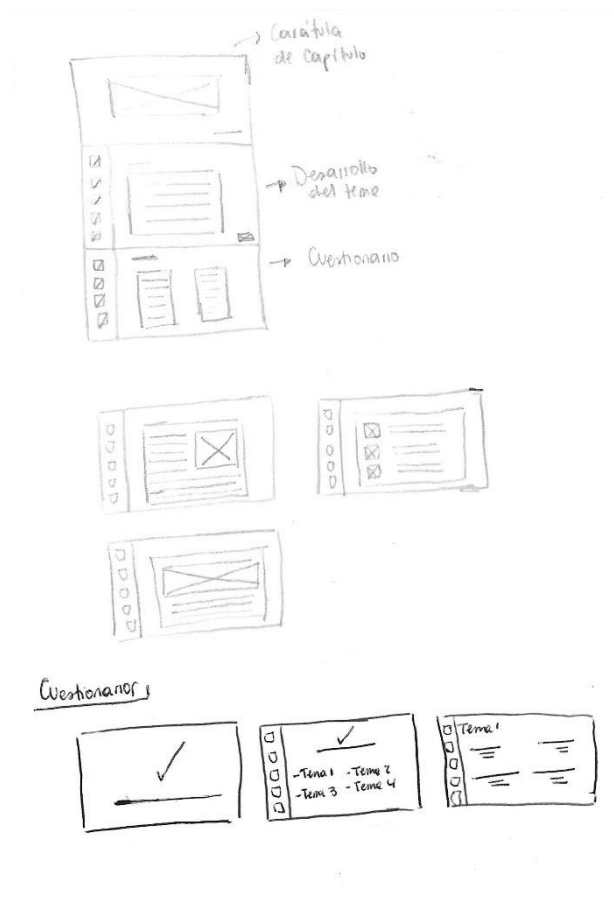 Carátula
de Capítulo
Desarrollo
del tema
Cuestionario
Cuestionarios
-Tema 1 -Tema 2
-Tema 3 -Tema 4
Tema 1